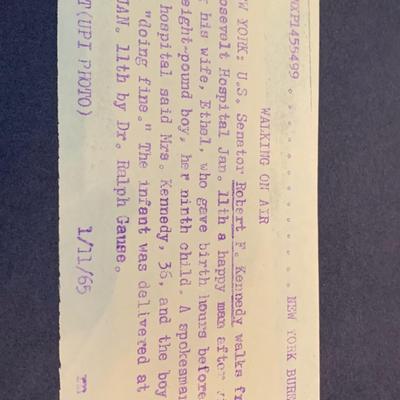 NXP1455499 . . . . . . . . . . . . NEW YORK BURE
WALKING ON AIR
W YORK: U.S. Senator Robert F. Kennedy walks fr
osevelt Hospital Jan. 11th a happy man after
his wife, Ethel, who gave birth hours before
eight-pound boy, her ninth child. A spokesman
hospital said Mrs. Kennedy, 36, and the boy
"doing fine." The infant was delivered at
JAN. 11th by Dr. Ralph Gause.
T(UPI PHOTO) 1/11/65 m